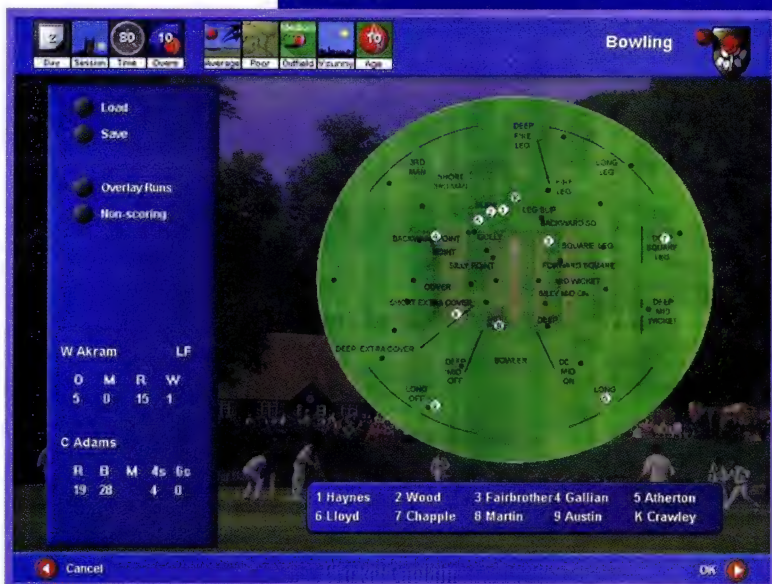 Bowling
2 80 10 10
Day Session Time Overs Average Poor Outfield V.sunny Age
Load
Save
Overlay Runs
Non-scoring
DEEP
FINE
LEG
3RD
MAN
LONG
LEG
SHORT
3RD MAN
FINE
LEG
LEG SLIP
BACKWARD SQ
BACKWARD POINT
GULLY
SQUARE LEG
SQUARE
LEG
POINT
SILLY POINT
FORWARD SQUARE
COVER
MID WICKET
SILLY MID ON
SHORT EXTRA COVER
DEEP
MID
WICKET
DEEP
DEEP EXTRA COVER
DEEP
MID
OFF
BOWLER
MID
ON
LONG
OFF
LONG
W Akram LF
O M R W
5 0 15 1
C Adams
R B M 4s 6s
19 28 4 0
1 Haynes 2 Wood 3 Fairbrother 4 Gallian 5 Atherton
6 Lloyd 7 Chapple 8 Martin 9 Austin K Crawley
Cancel
OK